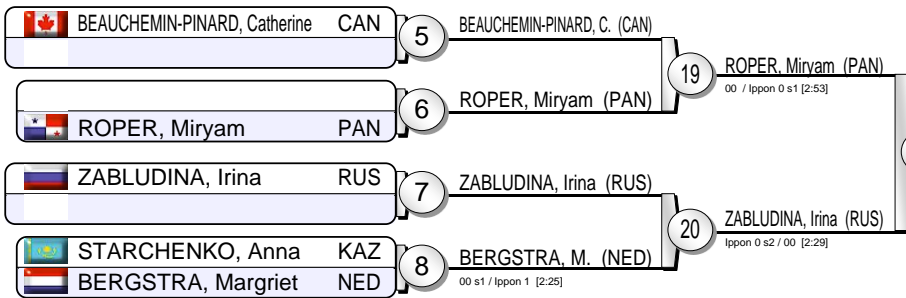 BEAUCHEMIN-PINARD, Catherine CAN
5
BEAUCHEMIN-PINARD, C. (CAN)
19
ROPER, Miryam (PAN)
00 / Ippon 0 s1 [2:53]
6
ROPER, Miryam (PAN)
ROPER, Miryam PAN
ZABLUDINA, Irina RUS
7
ZABLUDINA, Irina (RUS)
20
ZABLUDINA, Irina (RUS)
Ippon 0 s2 / 00 [2:29]
STARCHENKO, Anna KAZ
8
BERGSTRA, M. (NED)
BERGSTRA, Margriet NED
00 s1 / Ippon 1 [2:25]